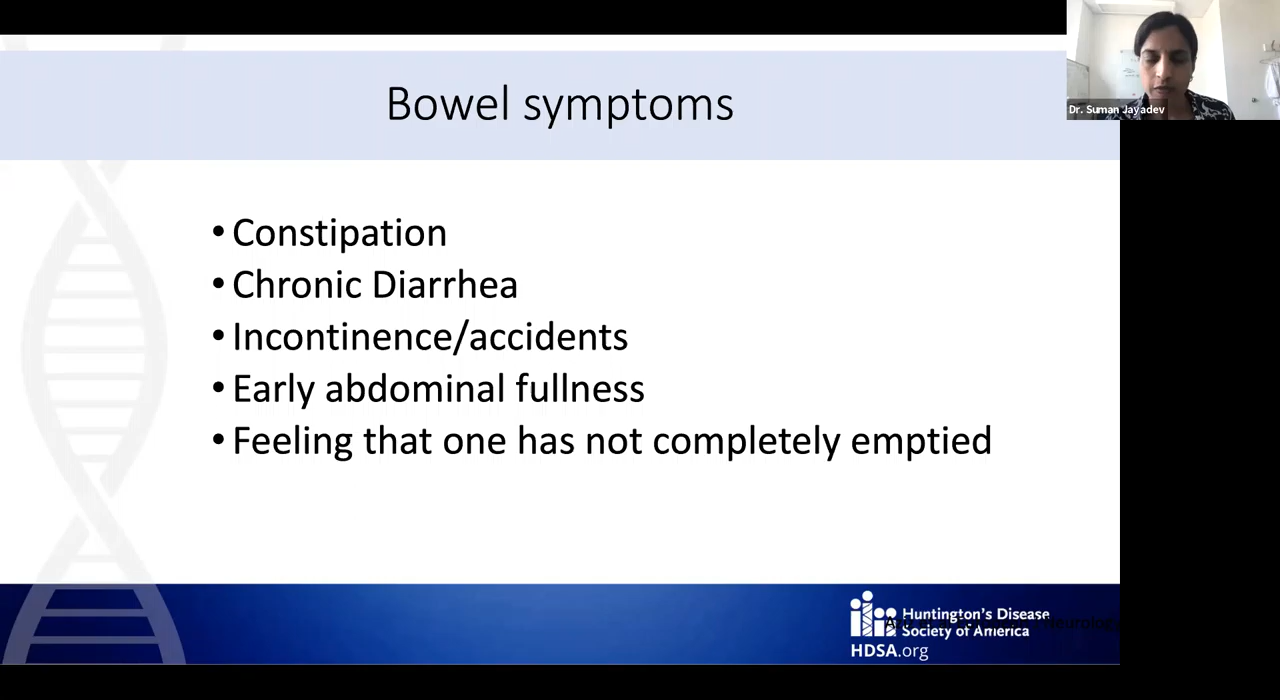 Bowel symptoms
Dr. Suman Jayadev
• Constipation
• Chronic Diarrhea
• Incontinence/accidents
• Early abdominal fullness
• Feeling that one has not completely emptied
Huntington's Disease
Society of America
HDSA.org